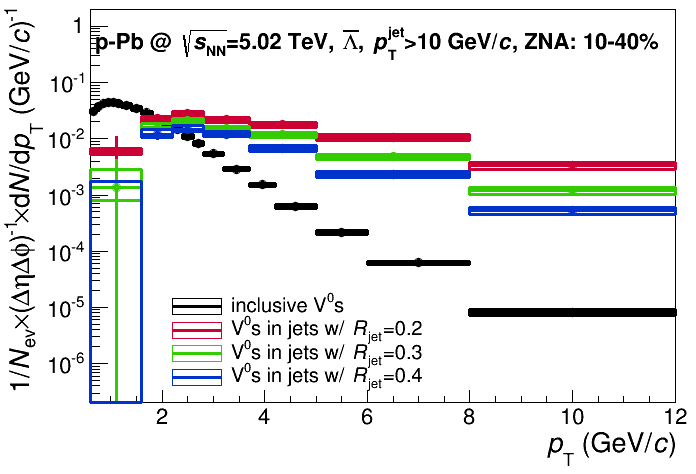 p-Pb @ √s_NN=5.02 TeV, Λ̅, p_T^jet>10 GeV/c, ZNA: 10-40%
1/N_ev×(ΔηΔϕ)^-1×dN/dp_T (GeV/c)^-1
1
10^-1
10^-2
10^-3
10^-4
10^-5
10^-6
inclusive V^0s
V^0s in jets w/ R_jet=0.2
V^0s in jets w/ R_jet=0.3
V^0s in jets w/ R_jet=0.4
2 4 6 8 10 12
p_T (GeV/c)